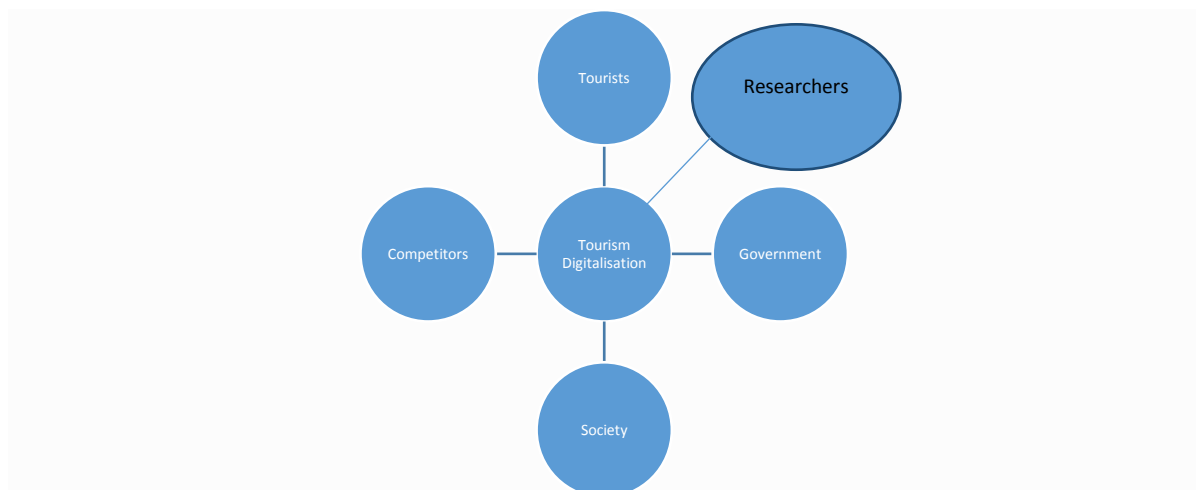 Tourists
Researchers
Competitors
Tourism
Digitalisation
Government
Society